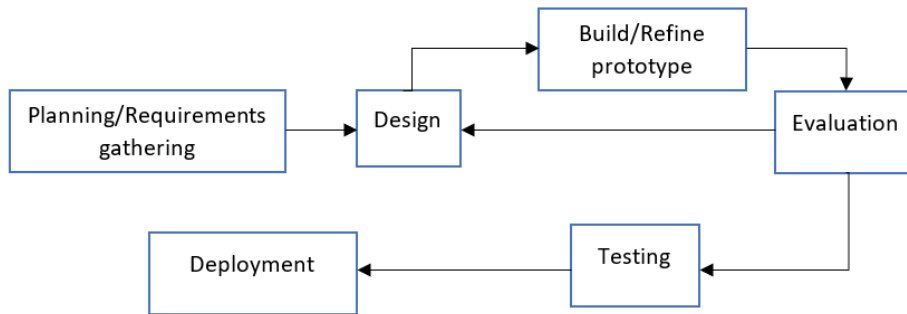 Planning/Requirements
gathering
Design
Build/Refine
prototype
Evaluation
Testing
Deployment